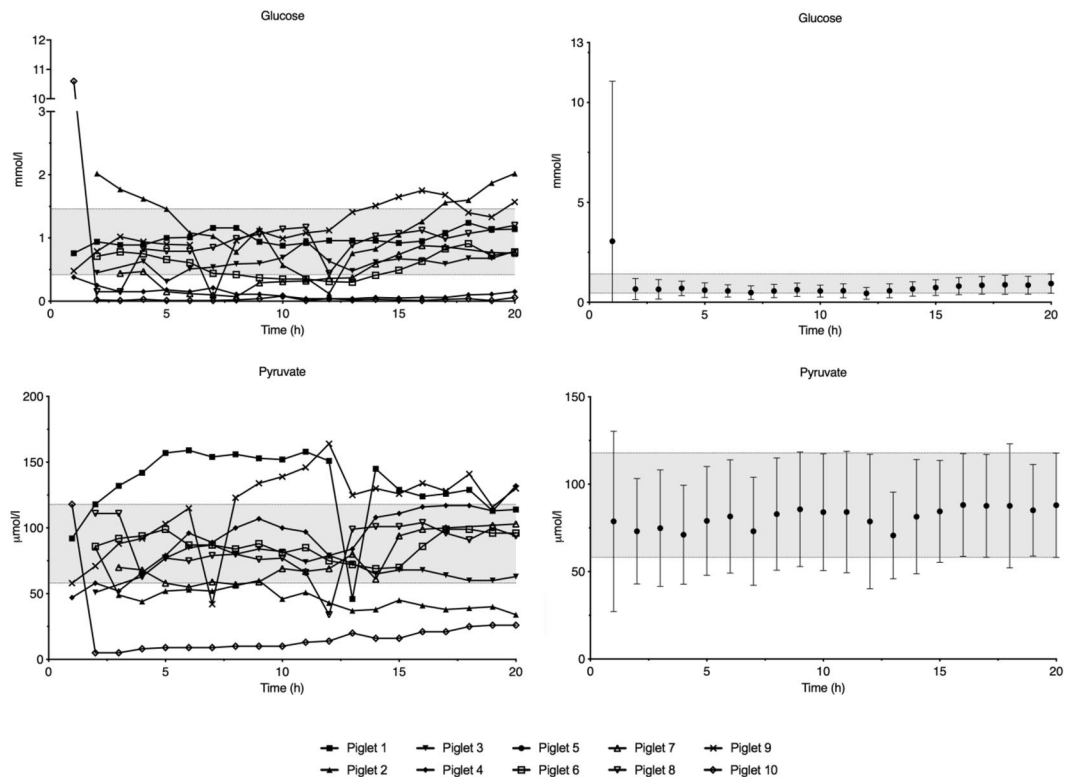 Glucose
12
11
10
3
2
1
0
mmol/l
0 5 10 15 20
Time (h)
Glucose
13
10
5
0
mmol/l
0 5 10 15 20
Time (h)
Pyruvate
200
150
100
50
0
µmol/l
0 5 10 15 20
Time (h)
Pyruvate
150
100
50
0
µmol/l
0 5 10 15 20
Time (h)
Piglet 1 Piglet 3 Piglet 5 Piglet 7 Piglet 9
Piglet 2 Piglet 4 Piglet 6 Piglet 8 Piglet 10